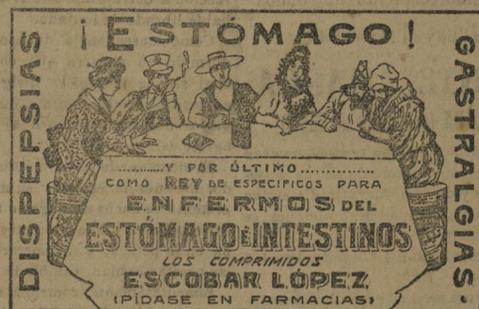 ¡ESTÓMAGO!
DISPEPSIAS
GASTRALGIAS.
..........Y POR ÚLTIMO...............
COMO REY DE ESPECIFICOS PARA
ENFERMOS DEL
ESTÓMAGO É INTESTINOS
LOS COMPRIMIDOS
ESCOBAR LÓPEZ
(PÍDASE EN FARMACIAS)